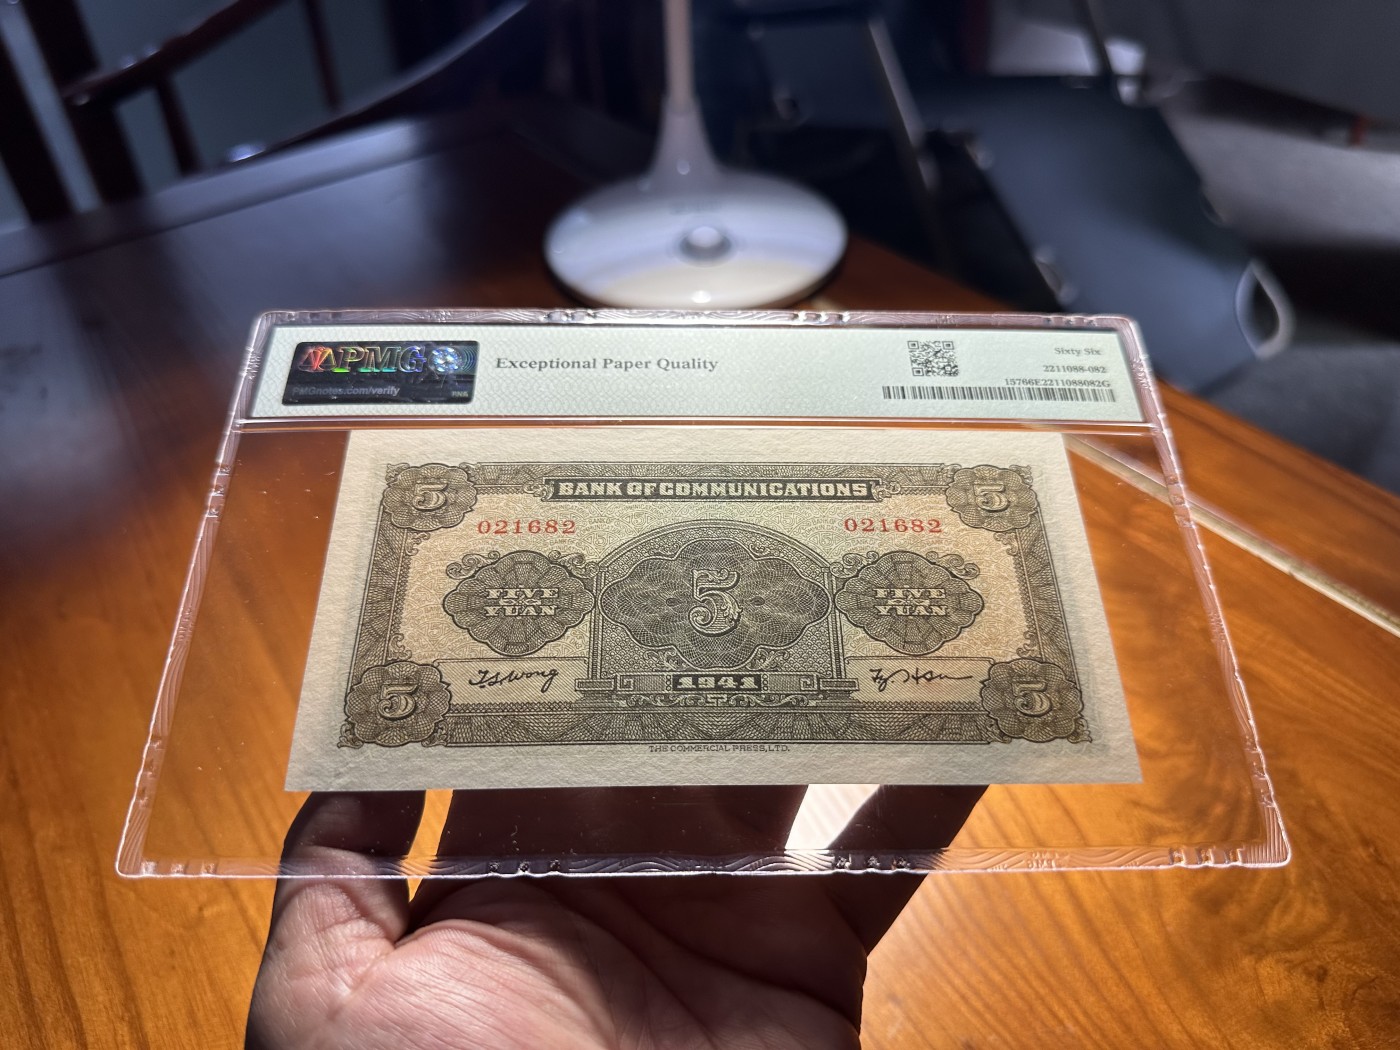 PMG
PMGnotes.com/verify
Exceptional Paper Quality
Sixty Six
2211088-082
15766E2211088082G
BANK OF COMMUNICATIONS
5
5
021682
021682
FIVE
YUAN
5
FIVE
YUAN
T.S. Wong
1941
5
5
THE COMMERCIAL PRESS, LTD.